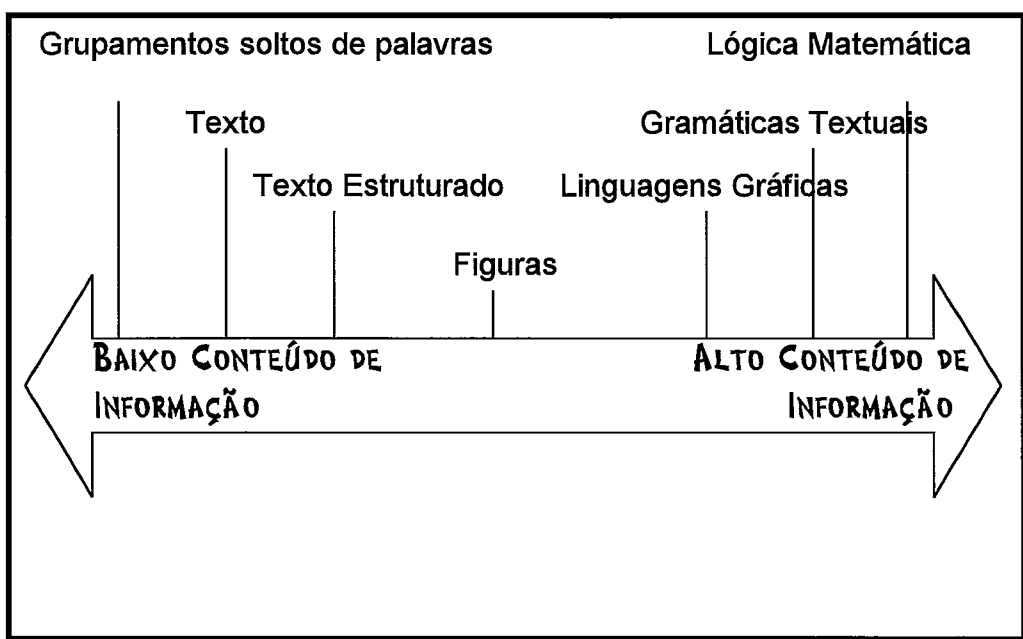 Grupamentos soltos de palavras
Lógica Matemática
Texto
Gramáticas Textuais
Texto Estruturado
Linguagens Gráficas
Figuras
BAIXO CONTEÚDO DE
INFORMAÇÃO
ALTO CONTEÚDO DE
INFORMAÇÃO